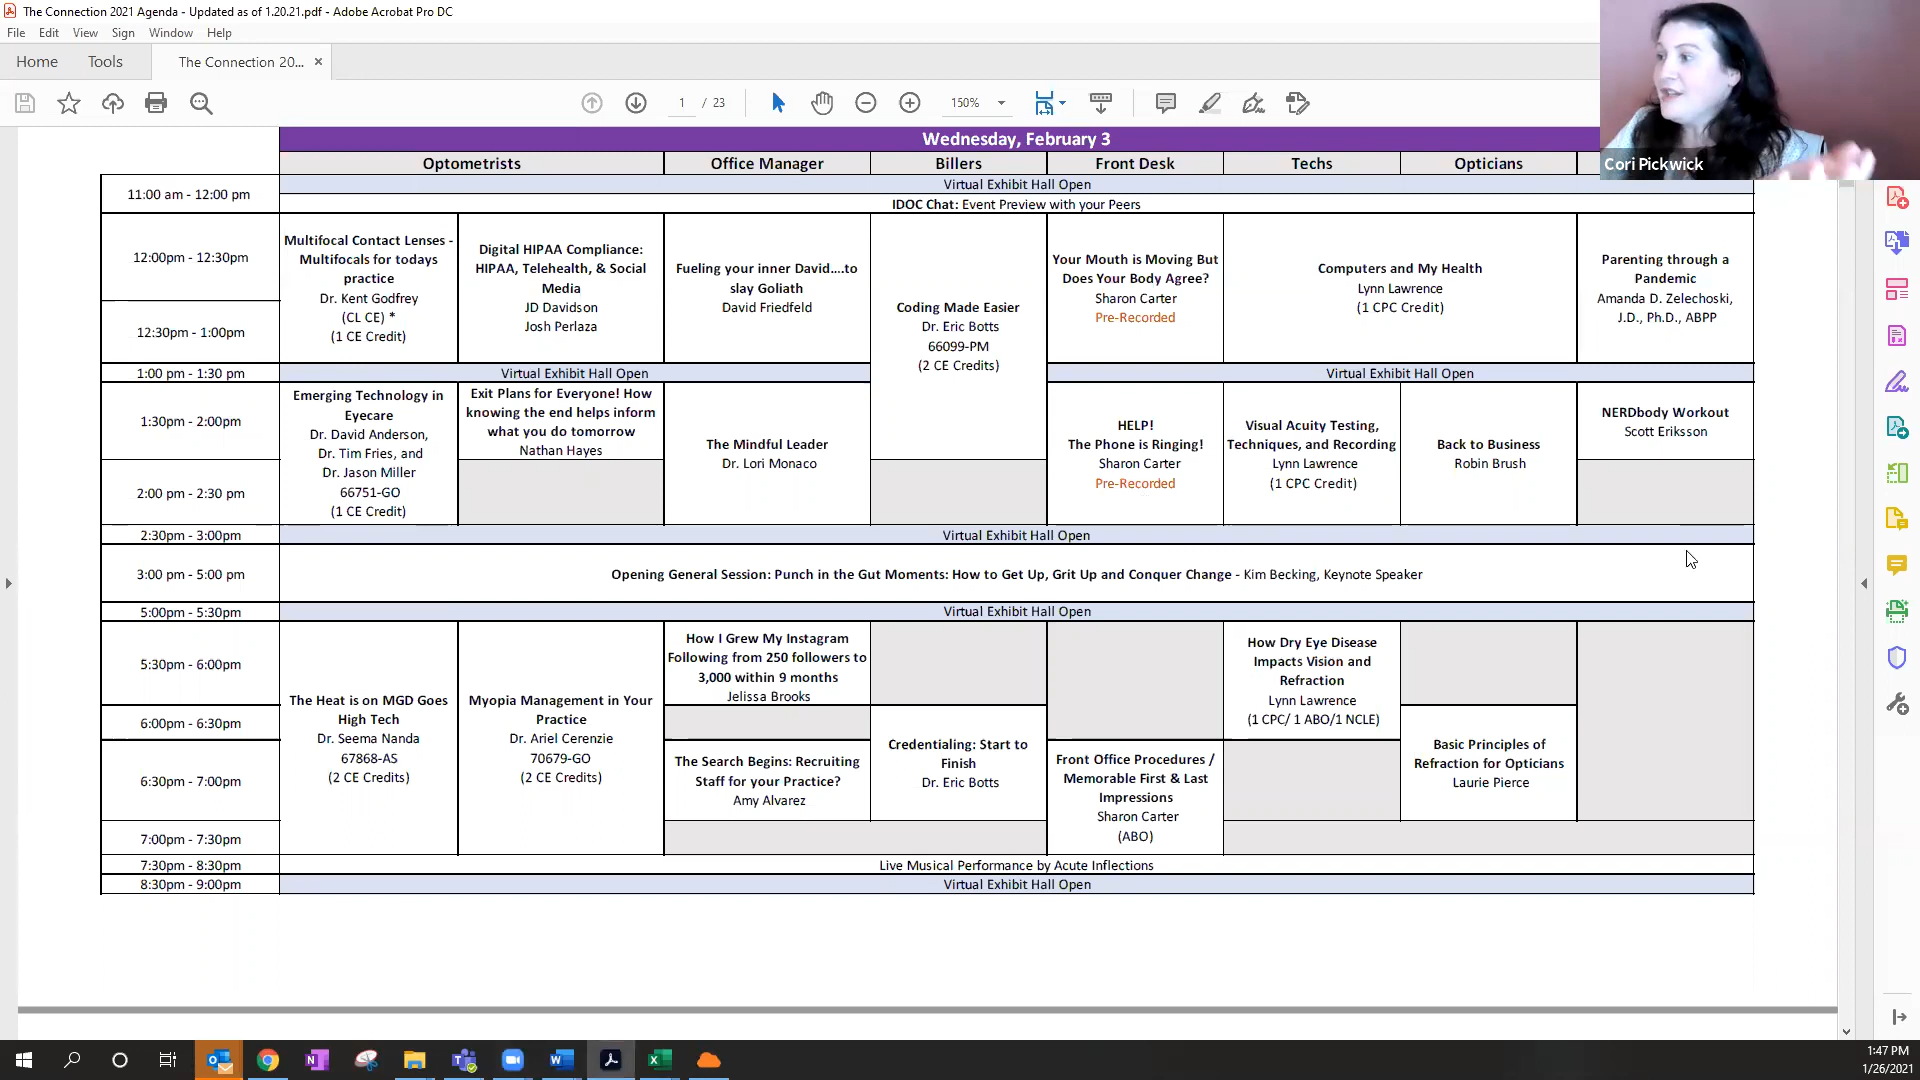 The Connection 2021 Agenda - Updated as of 1.20.21.pdf - Adobe Acrobat Pro DC
File Edit View Sign Window Help
Home Tools The Connection 20... ×
1 / 23 150%
Cori Pickwick
Wednesday, February 3
Optometrists Office Manager Billers Front Desk Techs Opticians
11:00 am - 12:00 pm
Virtual Exhibit Hall Open
IDOC Chat: Event Preview with your Peers
12:00pm - 12:30pm
12:30pm - 1:00pm
Multifocal Contact Lenses -
Multifocals for todays
practice
Dr. Kent Godfrey
(CL CE) *
(1 CE Credit)
Digital HIPAA Compliance:
HIPAA, Telehealth, & Social
Media
JD Davidson
Josh Perlaza
Fueling your inner David....to
slay Goliath
David Friedfeld
Coding Made Easier
Dr. Eric Botts
66099-PM
(2 CE Credits)
Your Mouth is Moving But
Does Your Body Agree?
Sharon Carter
Pre-Recorded
Computers and My Health
Lynn Lawrence
(1 CPC Credit)
Parenting through a
Pandemic
Amanda D. Zelechoski,
J.D., Ph.D., ABPP
1:00 pm - 1:30 pm
Virtual Exhibit Hall Open
Virtual Exhibit Hall Open
1:30pm - 2:00pm
2:00 pm - 2:30 pm
Emerging Technology in
Eyecare
Dr. David Anderson,
Dr. Tim Fries, and
Dr. Jason Miller
66751-GO
(1 CE Credit)
Exit Plans for Everyone! How
knowing the end helps inform
what you do tomorrow
Nathan Hayes
The Mindful Leader
Dr. Lori Monaco
HELP!
The Phone is Ringing!
Sharon Carter
Pre-Recorded
Visual Acuity Testing,
Techniques, and Recording
Lynn Lawrence
(1 CPC Credit)
Back to Business
Robin Brush
NERDbody Workout
Scott Eriksson
2:30pm - 3:00pm
Virtual Exhibit Hall Open
3:00 pm - 5:00 pm
Opening General Session: Punch in the Gut Moments: How to Get Up, Grit Up and Conquer Change - Kim Becking, Keynote Speaker
5:00pm - 5:30pm
Virtual Exhibit Hall Open
5:30pm - 6:00pm
6:00pm - 6:30pm
6:30pm - 7:00pm
7:00pm - 7:30pm
The Heat is on MGD Goes
High Tech
Dr. Seema Nanda
67868-AS
(2 CE Credits)
Myopia Management in Your
Practice
Dr. Ariel Cerenzie
70679-GO
(2 CE Credits)
How I Grew My Instagram
Following from 250 followers to
3,000 within 9 months
Jelissa Brooks
The Search Begins: Recruiting
Staff for your Practice?
Amy Alvarez
Credentialing: Start to
Finish
Dr. Eric Botts
Front Office Procedures /
Memorable First & Last
Impressions
Sharon Carter
(ABO)
How Dry Eye Disease
Impacts Vision and
Refraction
Lynn Lawrence
(1 CPC/ 1 ABO/1 NCLE)
Basic Principles of
Refraction for Opticians
Laurie Pierce
7:30pm - 8:30pm
Live Musical Performance by Acute Inflections
8:30pm - 9:00pm
Virtual Exhibit Hall Open
1:47 PM
1/26/2021